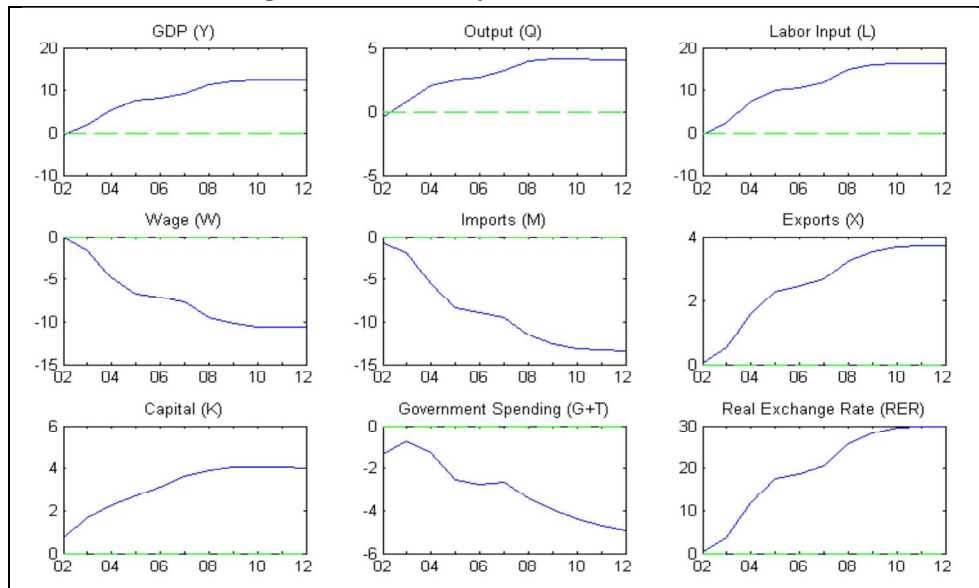 GDP (Y)
20
10
0
-10
02 04 06 08 10 12
Output (Q)
5
0
-5
02 04 06 08 10 12
Labor Input (L)
20
10
0
-10
02 04 06 08 10 12
Wage (W)
0
-5
-10
-15
02 04 06 08 10 12
Imports (M)
0
-5
-10
-15
02 04 06 08 10 12
Exports (X)
4
2
0
02 04 06 08 10 12
Capital (K)
6
4
2
0
02 04 06 08 10 12
Government Spending (G+T)
0
-2
-4
-6
02 04 06 08 10 12
Real Exchange Rate (RER)
30
20
10
0
02 04 06 08 10 12